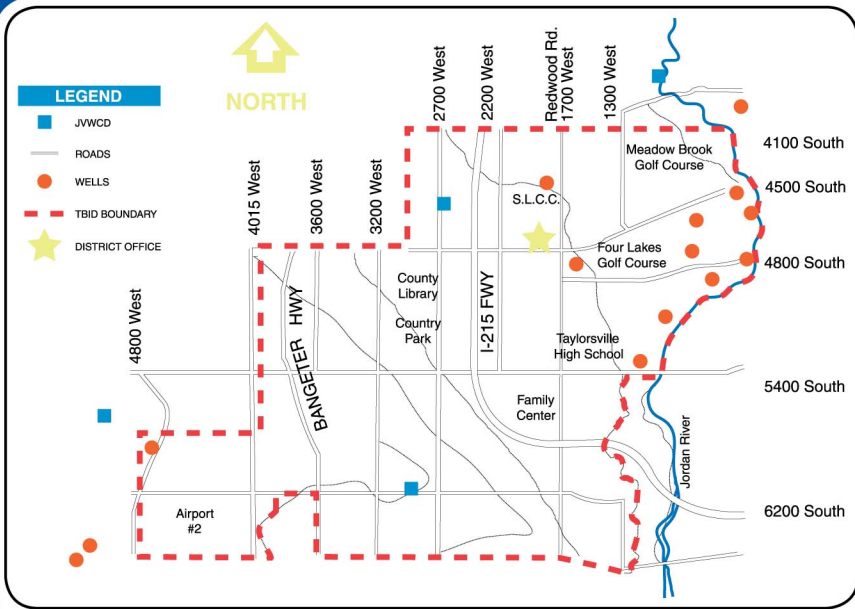 NORTH
LEGEND
JVWCD
ROADS
WELLS
TBID BOUNDARY
DISTRICT OFFICE
4800 West
4015 West
3600 West
3200 West
2700 West
2200 West
Redwood Rd.
1700 West
1300 West
4100 South
4500 South
4800 South
5400 South
6200 South
Meadow Brook
Golf Course
S.L.C.C.
Four Lakes
Golf Course
County
Library
Country
Park
BANGETER HWY
I-215 FWY
Taylorsville
High School
Family
Center
Jordan River
Airport
#2